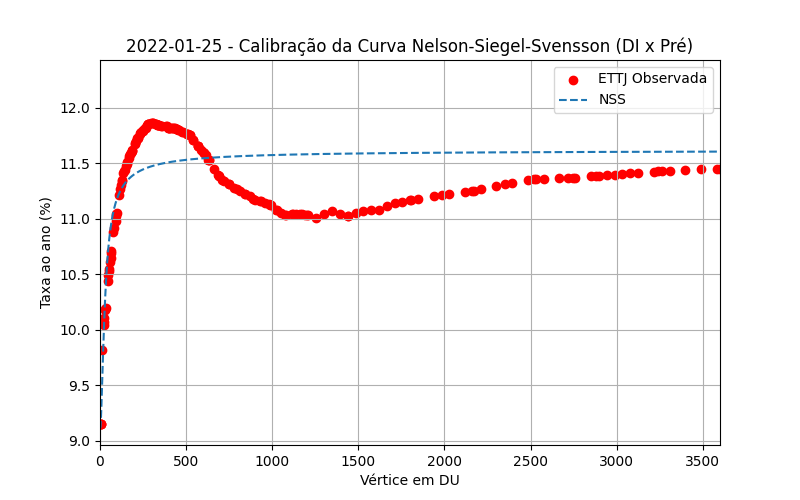 2022-01-25 - Calibração da Curva Nelson-Siegel-Svensson (DI x Pré)
ETTJ Observada
NSS
12.0
11.5
11.0
10.5
10.0
9.5
9.0
Taxa ao ano (%)
0 500 1000 1500 2000 2500 3000 3500
Vértice em DU